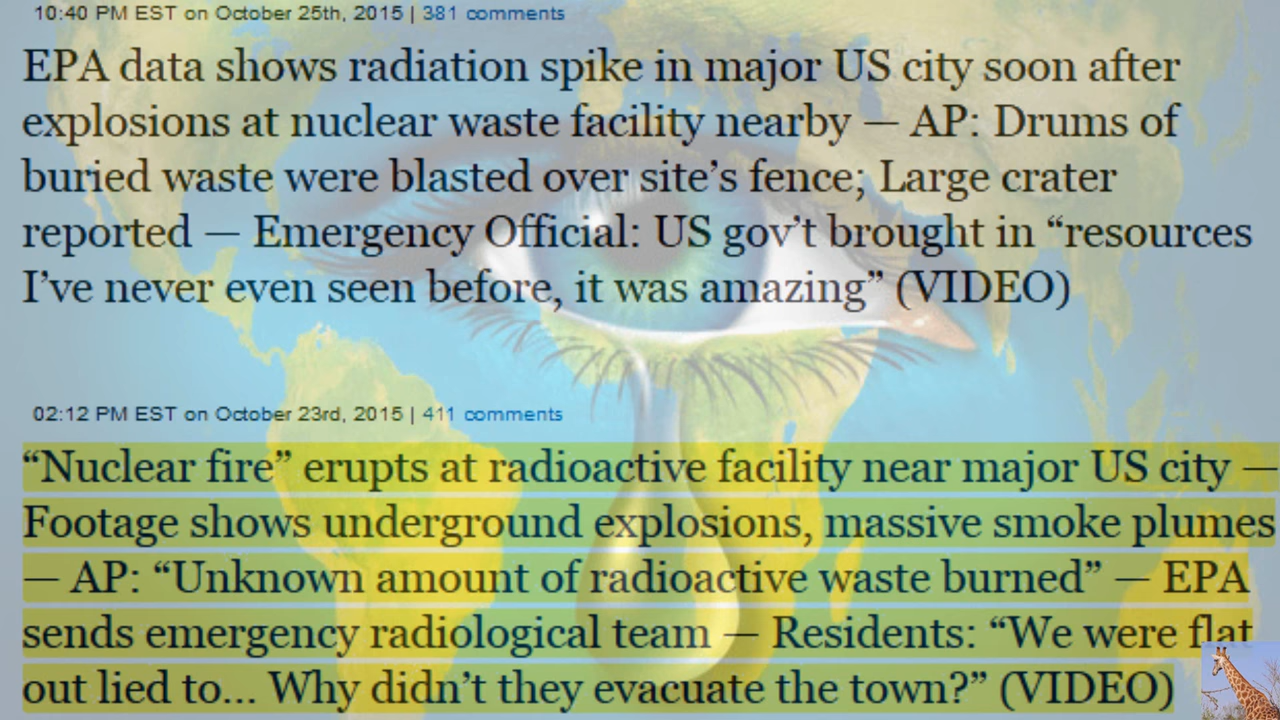 10:40 PM EST on October 25th, 2015 | 381 comments
EPA data shows radiation spike in major US city soon after
explosions at nuclear waste facility nearby — AP: Drums of
buried waste were blasted over site’s fence; Large crater
reported — Emergency Official: US gov’t brought in “resources
I’ve never even seen before, it was amazing” (VIDEO)
02:12 PM EST on October 23rd, 2015 | 411 comments
“Nuclear fire” erupts at radioactive facility near major US city —
Footage shows underground explosions, massive smoke plumes
— AP: “Unknown amount of radioactive waste burned” — EPA
sends emergency radiological team — Residents: “We were flat
out lied to... Why didn’t they evacuate the town?” (VIDEO)